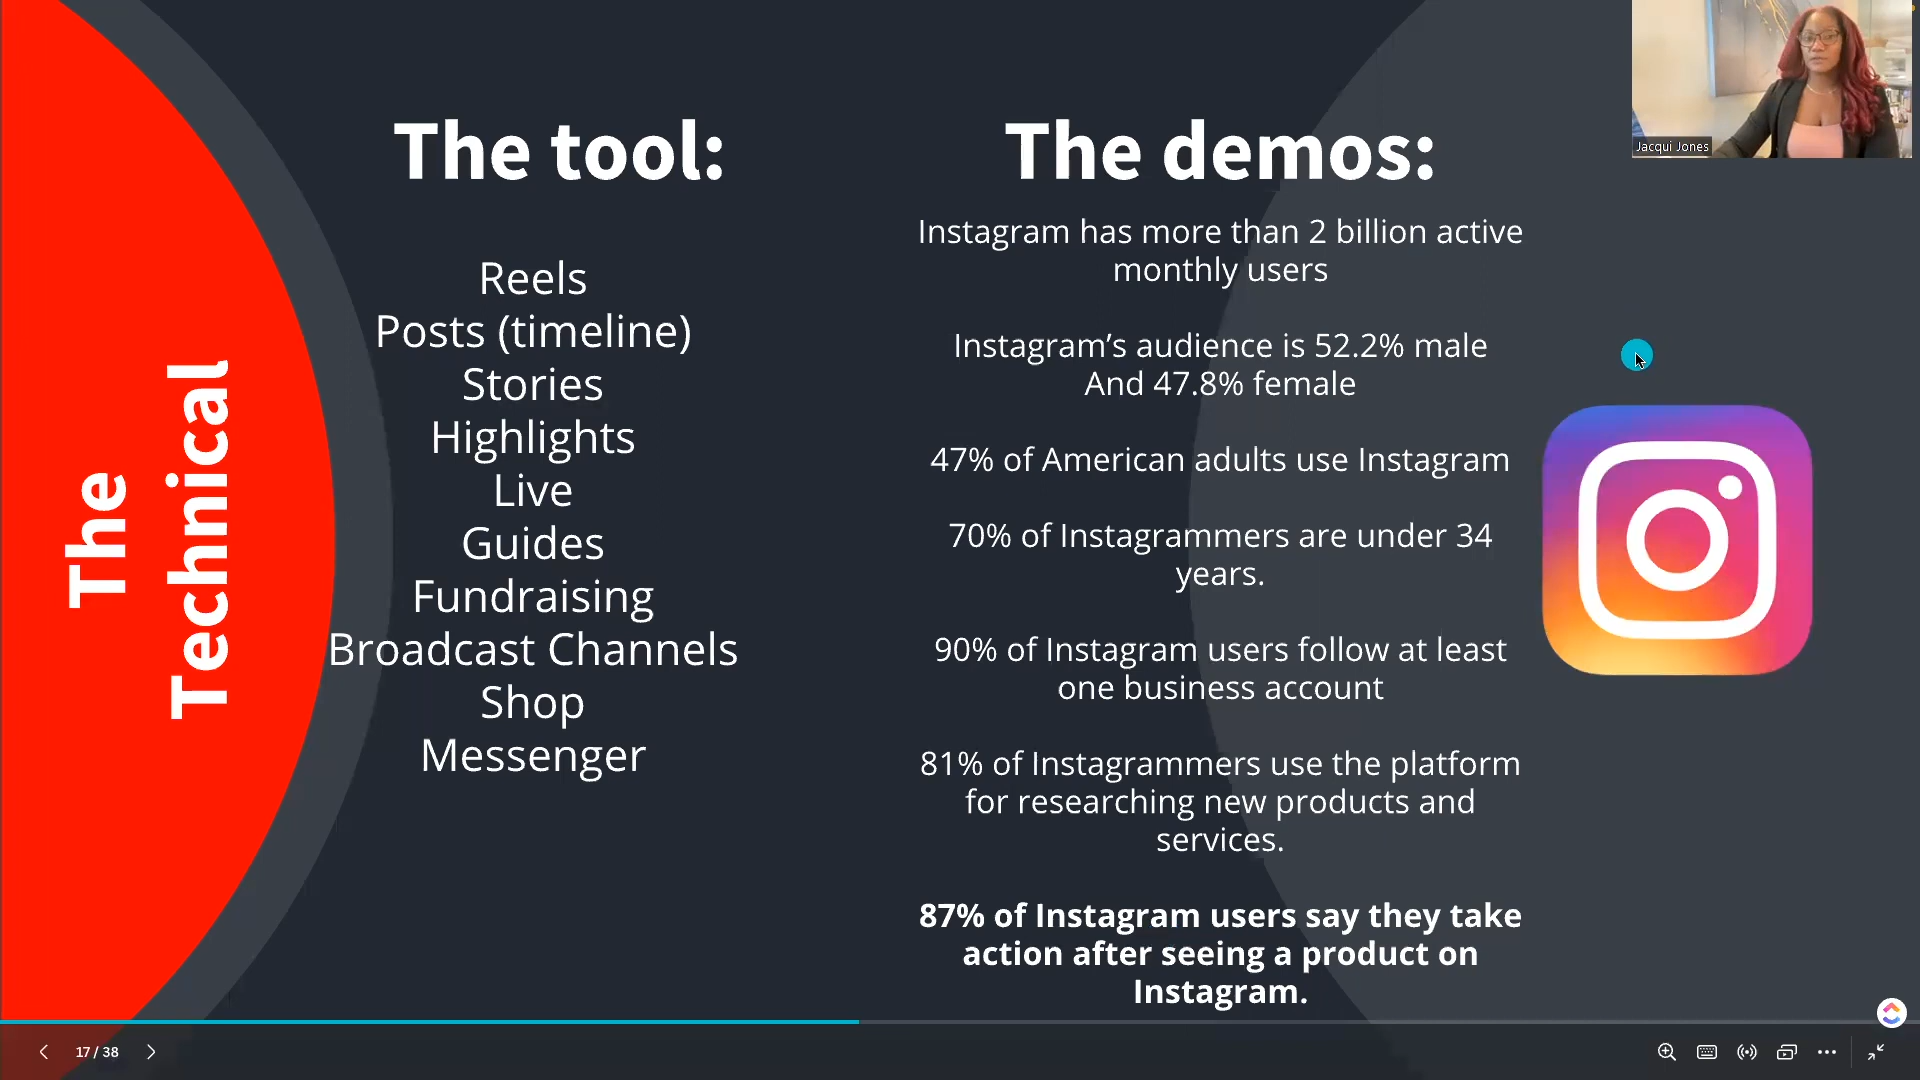 The
Technical
The tool:
Reels
Posts (timeline)
Stories
Highlights
Live
Guides
Fundraising
Broadcast Channels
Shop
Messenger
The demos:
Instagram has more than 2 billion active
monthly users
Instagram’s audience is 52.2% male
And 47.8% female
47% of American adults use Instagram
70% of Instagrammers are under 34
years.
90% of Instagram users follow at least
one business account
81% of Instagrammers use the platform
for researching new products and
services.
87% of Instagram users say they take
action after seeing a product on
Instagram.
Jacqui Jones
17 / 38